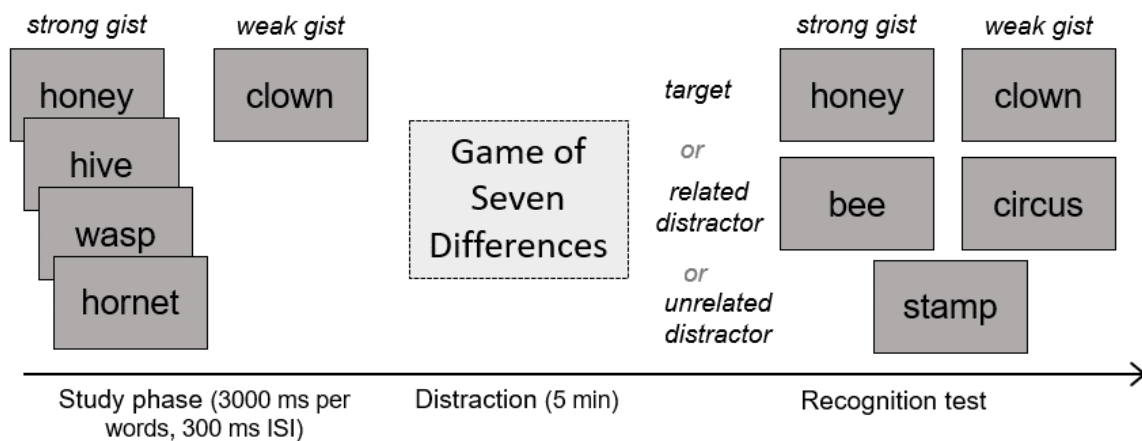 strong gist
weak gist
honey
hive
wasp
hornet
clown
Game of
Seven
Differences
strong gist
weak gist
target
honey
clown
or
related
distractor
bee
circus
or
unrelated
distractor
stamp
Study phase (3000 ms per
words, 300 ms ISI)
Distraction (5 min)
Recognition test